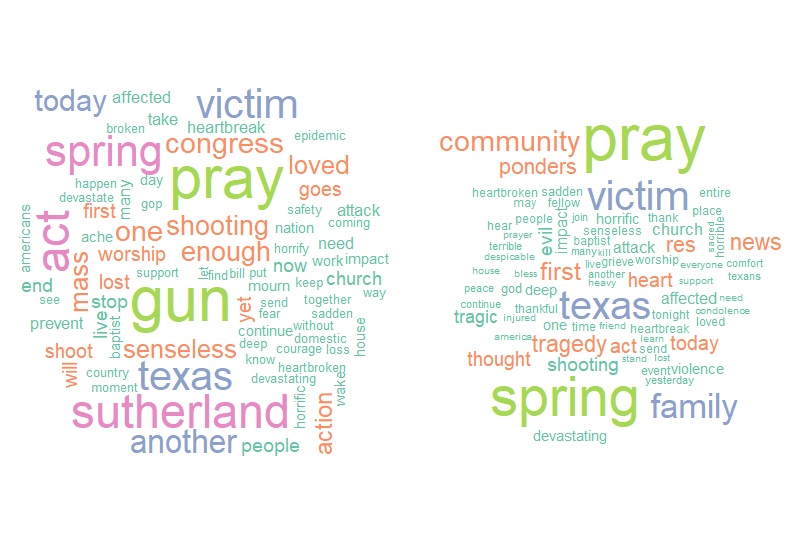 today
affected
victim
take
broken
heartbreak
epidemic
spring
congress
loved
happen
day
pray
goes
devastate
many
first
gop
safety
attack
coming
americans
act
ache
one
shooting
nation
need
mass
worship
enough
horrify
now
work
impact
end
lost
support
let
find
bill
put
mourn
keep
church
see
stop
gun
yet
send
together
way
prevent
live
fear
sadden
baptist
continue
without
domestic
house
shoot
senseless
deep
courage
loss
know
will
country
texas
heartbroken
moment
devastating
wake
sutherland
horrific
action
another
people
community
pray
ponders
heartbroken
sadden
victim
entire
may
fellow
people
join
horrific
thank
place
hear
evil
impact
senseless
church
sacred
horrible
prayer
baptist
attack
res
news
terrible
many
kill
despicable
live
grieve
worship
everyone
comfort
house
bless
first
another
heart
support
texans
peace
god
deep
heavy
continue
thankful
texas
affected
need
tragic
injured
tonight
condolence
one
time
friend
heartbreak
loved
america
tragedy
act
learn
send
today
thought
shooting
stand
lost
event
violence
yesterday
spring
family
devastating